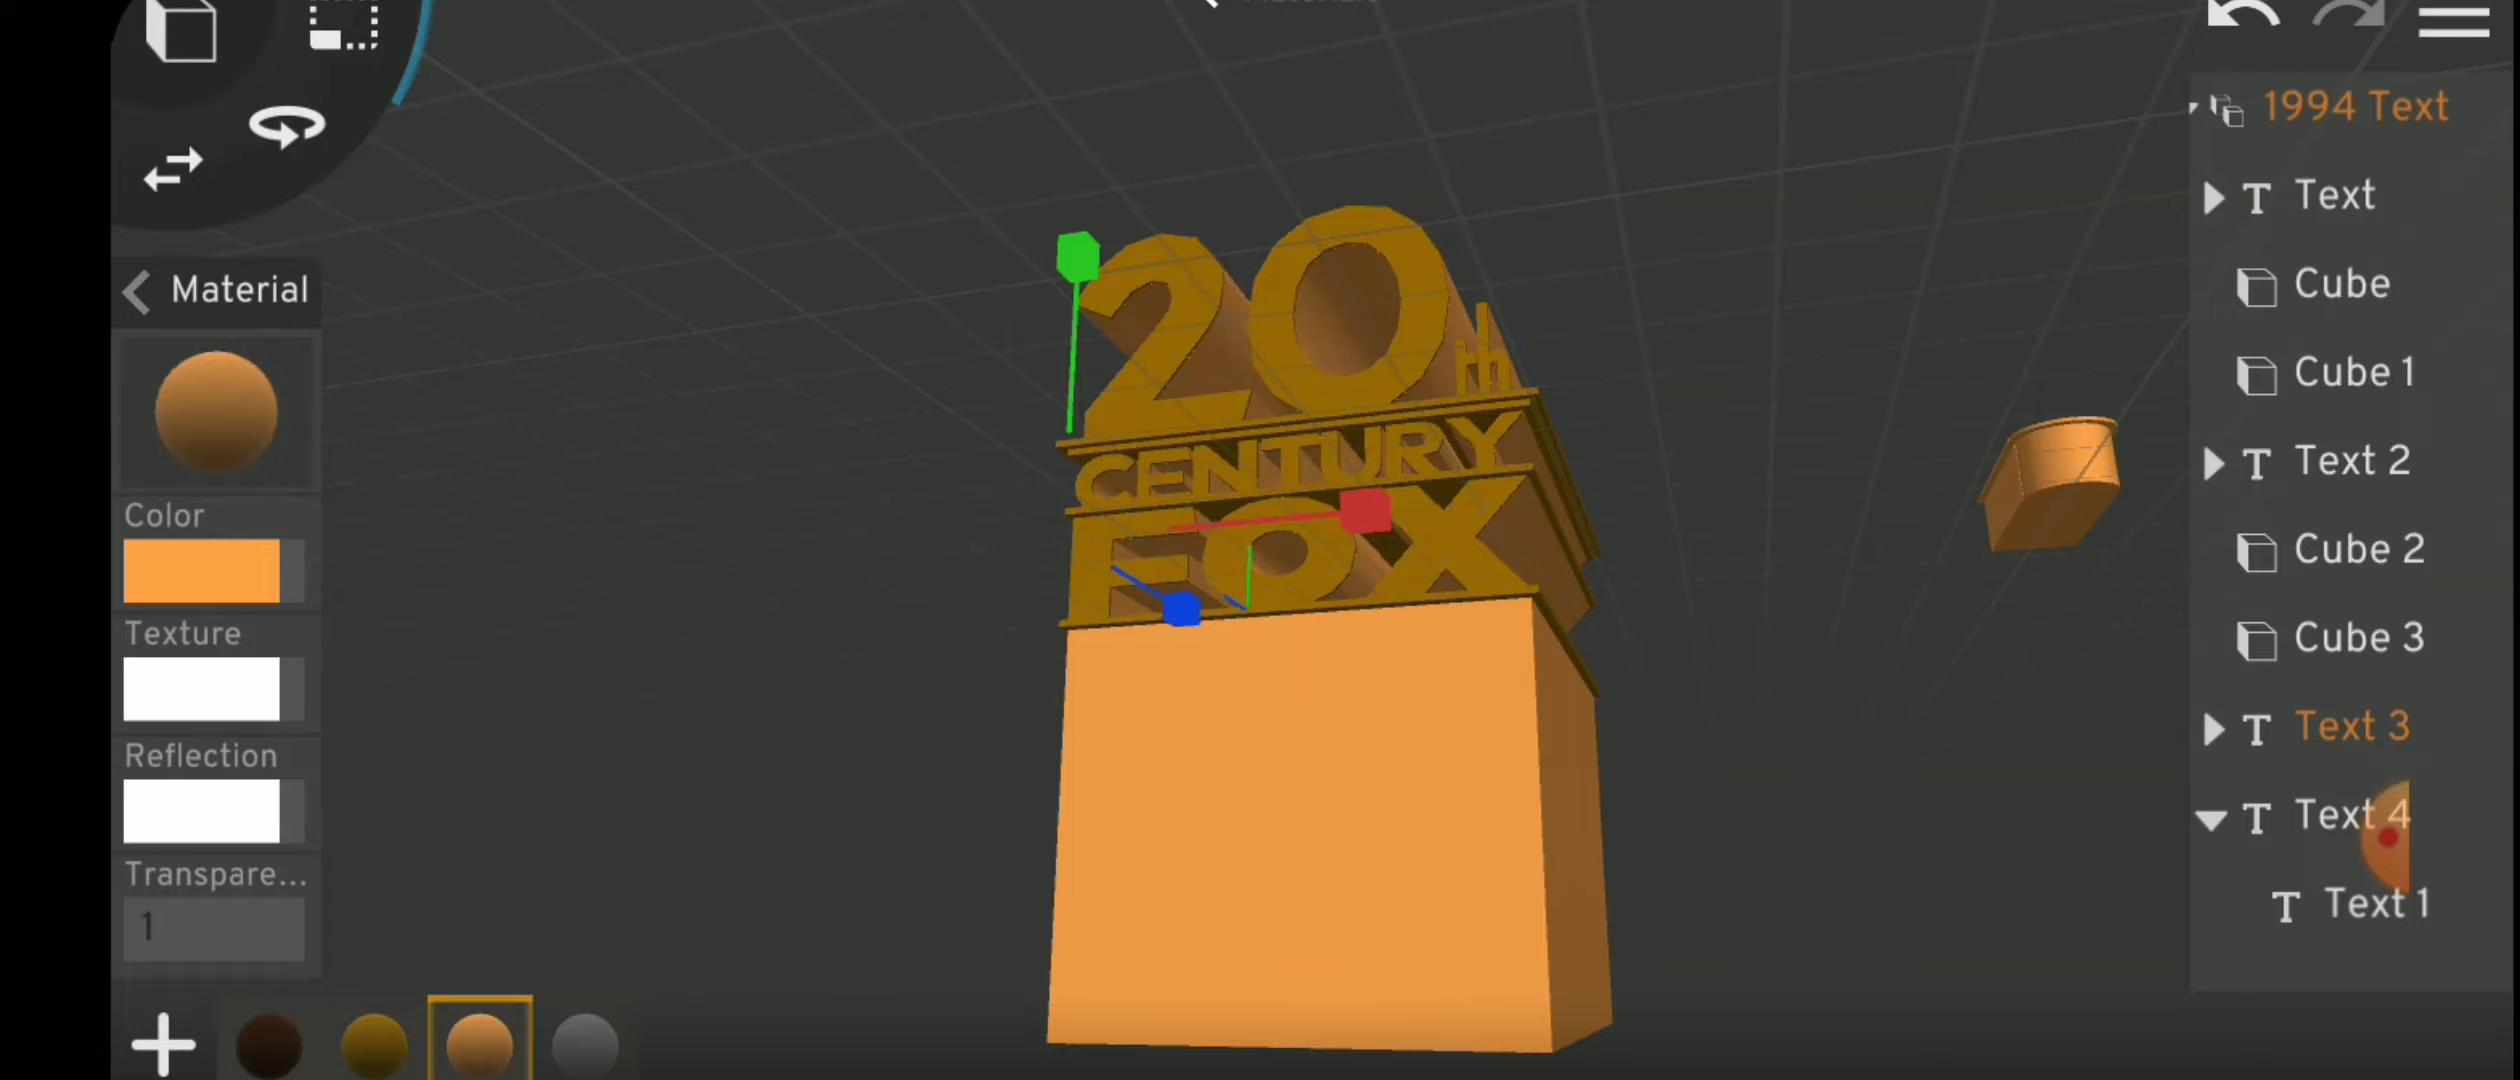 1994 Text
Text
Cube
Cube 1
Text 2
Cube 2
Cube 3
Text 3
Text 4
Text 1
Material
Color
Texture
Reflection
Transpare...
1
20th
CENTURY
FOX